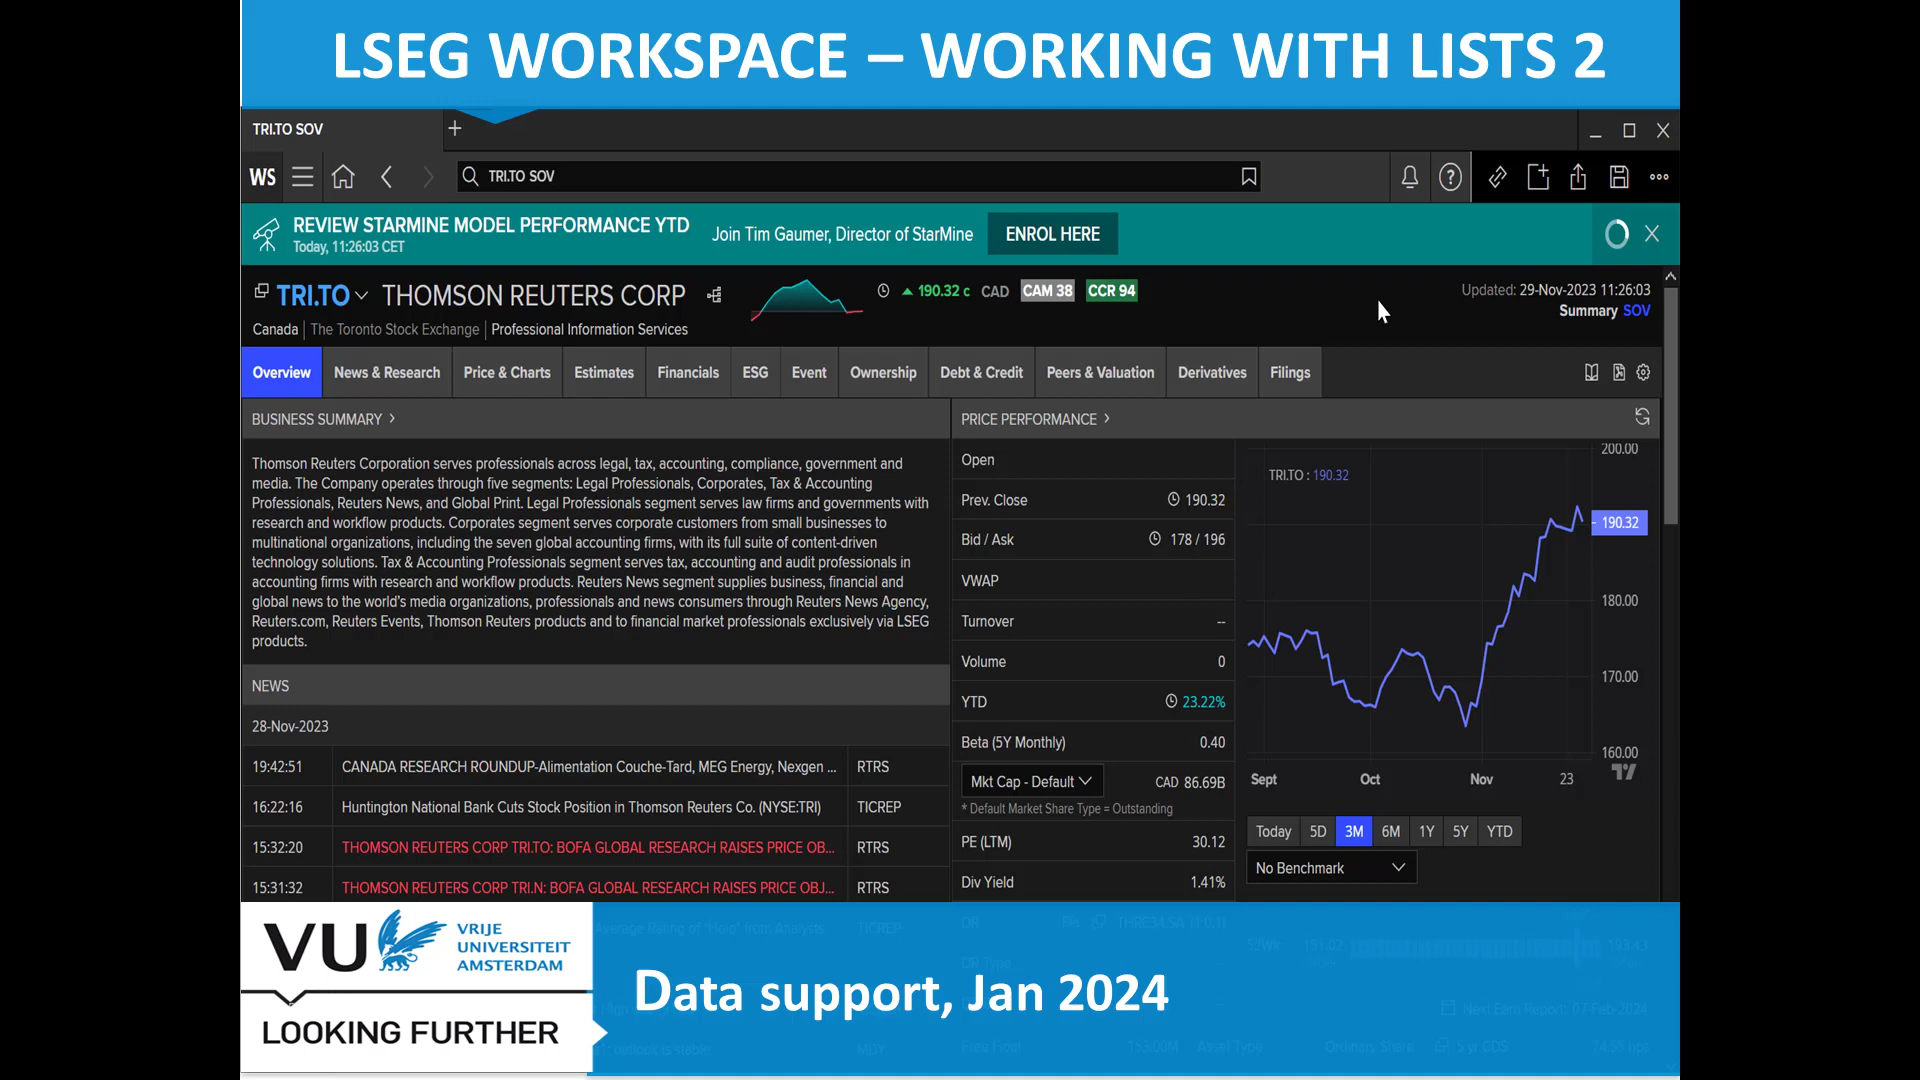 LSEG WORKSPACE – WORKING WITH LISTS 2
TRI.TO SOV
WS
TRI.TO SOV
REVIEW STARMINE MODEL PERFORMANCE YTD
Today, 11:26:03 CET
Join Tim Gaumer, Director of StarMine
ENROL HERE
TRI.TO THOMSON REUTERS CORP
190.32 c CAD CAM 38 CCR 94
Updated: 29-Nov-2023 11:26:03
Summary SOV
Canada The Toronto Stock Exchange Professional Information Services
Overview News & Research Price & Charts Estimates Financials ESG Event Ownership Debt & Credit Peers & Valuation Derivatives Filings
BUSINESS SUMMARY >
Thomson Reuters Corporation serves professionals across legal, tax, accounting, compliance, government and
media. The Company operates through five segments: Legal Professionals, Corporates, Tax & Accounting
Professionals, Reuters News, and Global Print. Legal Professionals segment serves law firms and governments with
research and workflow products. Corporates segment serves corporate customers from small businesses to
multinational organizations, including the seven global accounting firms, with its full suite of content-driven
technology solutions. Tax & Accounting Professionals segment serves tax, accounting and audit professionals in
accounting firms with research and workflow products. Reuters News segment supplies business, financial and
global news to the world's media organizations, professionals and news consumers through Reuters News Agency,
Reuters.com, Reuters Events, Thomson Reuters products and to financial market professionals exclusively via LSEG
products.
NEWS
28-Nov-2023
19:42:51 CANADA RESEARCH ROUNDUP-Alimentation Couche-Tard, MEG Energy, Nexgen ... RTRS
16:22:16 Huntington National Bank Cuts Stock Position in Thomson Reuters Co. (NYSE:TRI) TICREP
15:32:20 THOMSON REUTERS CORP TRI.TO: BOFA GLOBAL RESEARCH RAISES PRICE OB... RTRS
15:31:32 THOMSON REUTERS CORP TRI.N: BOFA GLOBAL RESEARCH RAISES PRICE OBJ... RTRS
PRICE PERFORMANCE >
Open
Prev. Close 190.32
Bid / Ask 178 / 196
VWAP
Turnover --
Volume 0
YTD 23.22%
Beta (5Y Monthly) 0.40
Mkt Cap - Default CAD 86.69B
* Default Market Share Type = Outstanding
PE (LTM) 30.12
Div Yield 1.41%
TRI.TO : 190.32
200.00
190.32
180.00
170.00
160.00
Sept Oct Nov 23
Today 5D 3M 6M 1Y 5Y YTD
No Benchmark
VU VRIJE
UNIVERSITEIT
AMSTERDAM
LOOKING FURTHER
Data support, Jan 2024